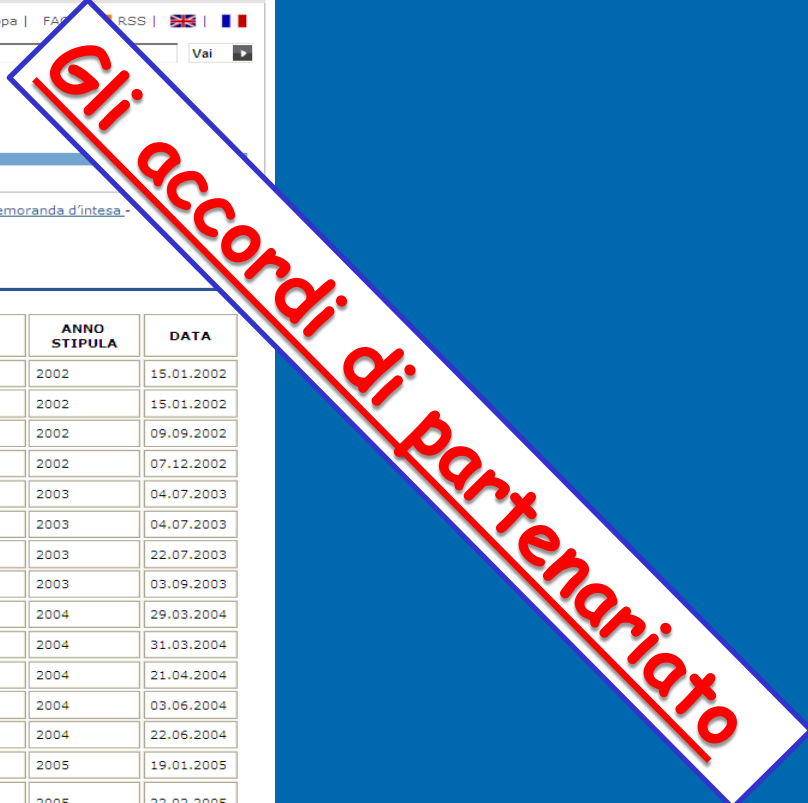 pa | FA RSS |
Vai
emoranda d'intesa -
Gli accordi di partenariato
ANNO STIPULA DATA
2002 15.01.2002
2002 15.01.2002
2002 09.09.2002
2002 07.12.2002
2003 04.07.2003
2003 04.07.2003
2003 22.07.2003
2003 03.09.2003
2004 29.03.2004
2004 31.03.2004
2004 21.04.2004
2004 03.06.2004
2004 22.06.2004
2005 19.01.2005